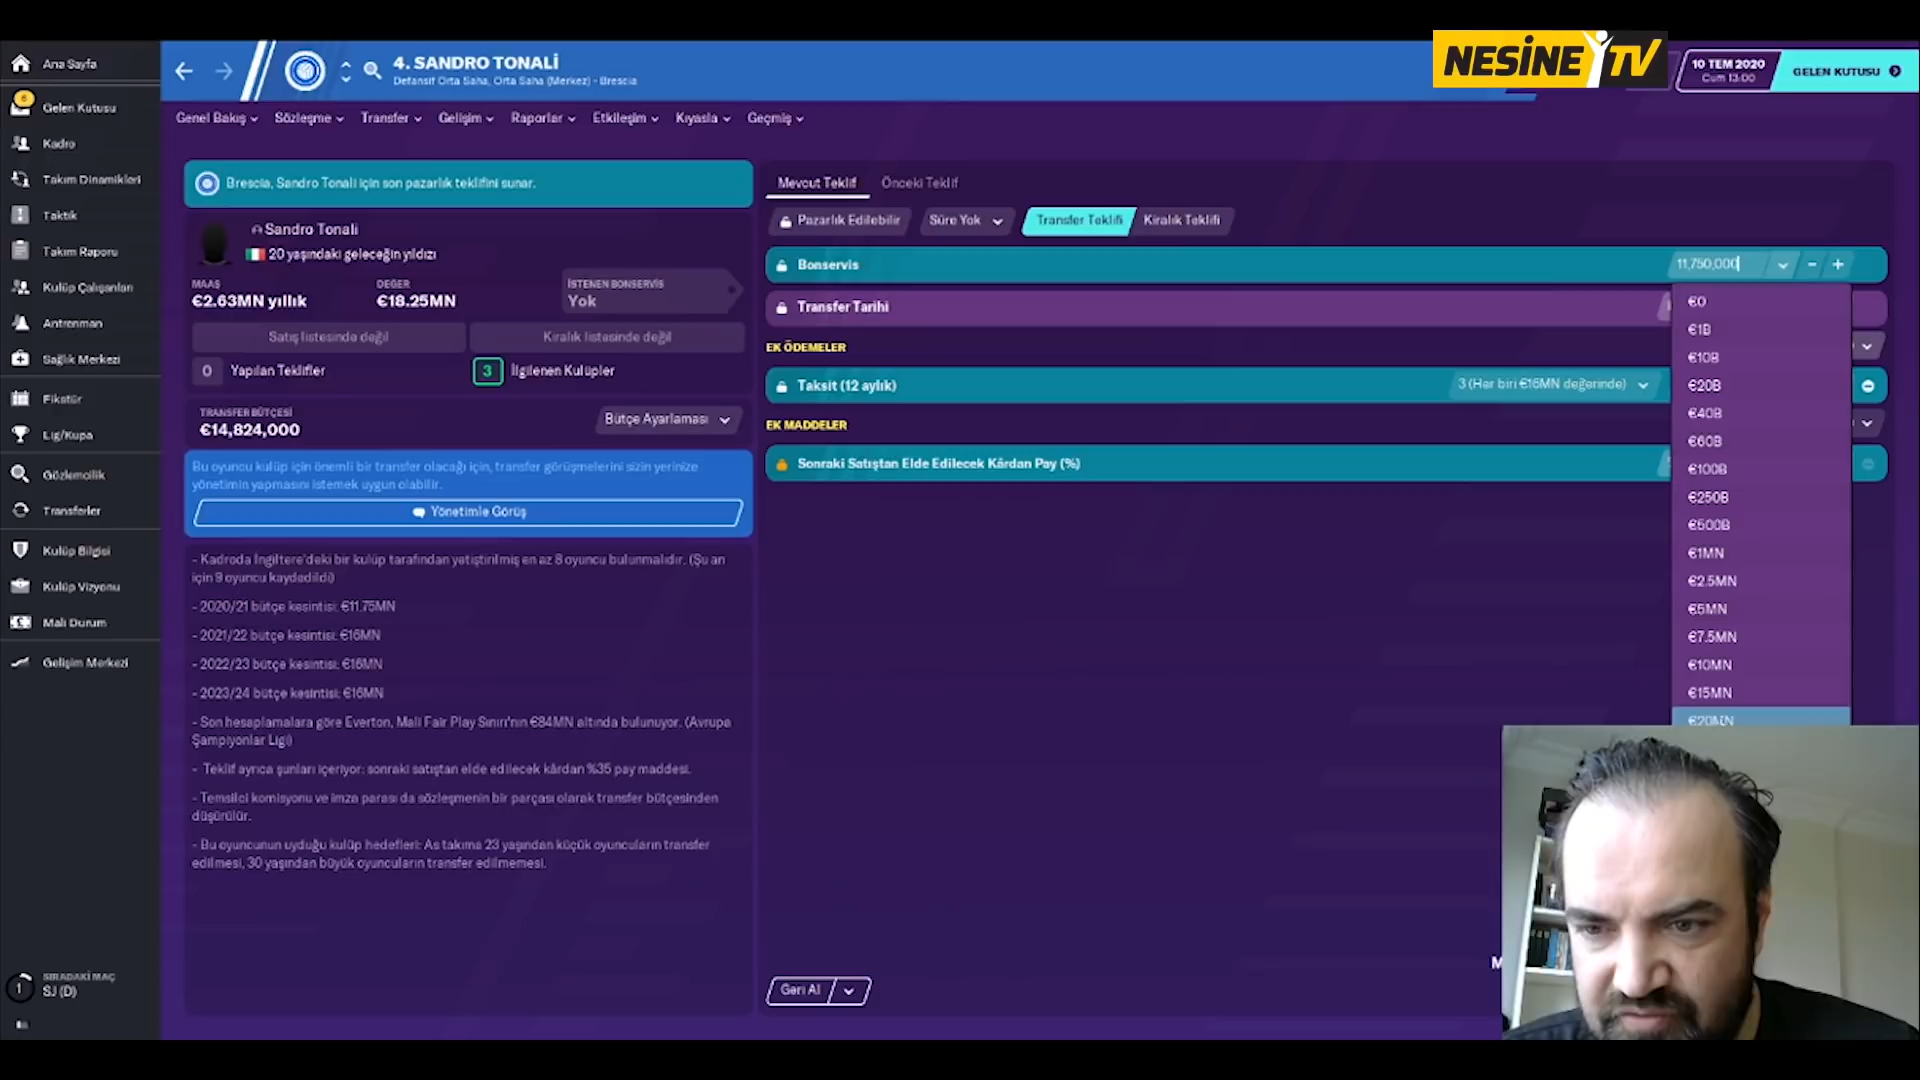 NESİNE TV
Ana Sayfa
6
Gelen Kutusu
Kadro
Takım Dinamikleri
Taktik
Takım Raporu
Kulüp Çalışanları
Antrenman
Sağlık Merkezi
Fikstür
Lig/Kupa
Gözlemcilik
Transferler
Kulüp Bilgisi
Kulüp Vizyonu
Mali Durum
Gelişim Merkezi
SIRADAKİ MAÇ
1
SJ (D)
4. SANDRO TONALİ
Defansif Orta Saha, Orta Saha (Merkez) - Brescia
10 TEM 2020
Cum 13:00
GELEN KUTUSU
Genel Bakış Sözleşme Transfer Gelişim Raporlar Etkileşim Kıyasla Geçmiş
Brescia, Sandro Tonali için son pazarlık teklifini sunar.
Sandro Tonali
20 yaşındaki geleceğin yıldızı
MAAŞ DEĞER İSTENEN BONSERVİS
€2.63MN yıllık €18.25MN Yok
Satış listesinde değil Kiralık listesinde değil
0 Yapılan Teklifler 3 İlgilenen Kulüpler
TRANSFER BÜTÇESİ
€14,824,000
Bütçe Ayarlaması
Bu oyuncu kulüp için önemli bir transfer olacağı için, transfer görüşmelerini sizin yerinize
yönetimin yapmasını istemek uygun olabilir.
Yönetimle Görüş
- Kadroda İngiltere'deki bir kulüp tarafından yetiştirilmiş en az 8 oyuncu bulunmalıdır. (Şu an
için 9 oyuncu kaydedildi)
- 2020/21 bütçe kesintisi: €11.75MN
- 2021/22 bütçe kesintisi: €16MN
- 2022/23 bütçe kesintisi: €16MN
- 2023/24 bütçe kesintisi: €16MN
- Son hesaplamalara göre Everton, Mali Fair Play Sınırı'nın €84MN altında bulunuyor. (Avrupa
Şampiyonlar Ligi)
- Teklif ayrıca şunları içeriyor: sonraki satıştan elde edilecek kârdan %35 pay maddesi.
- Temsilci komisyonu ve imza parası da sözleşmenin bir parçası olarak transfer bütçesinden
düşürülür.
- Bu oyuncunun uyduğu kulüp hedefleri: As takıma 23 yaşından küçük oyuncuların transfer
edilmesi, 30 yaşından büyük oyuncuların transfer edilmemesi.
Mevcut Teklif Önceki Teklif
Pazarlık Edilebilir Süre Yok Transfer Teklifi Kiralık Teklifi
Bonservis 11,750,000
Transfer Tarihi
EK ÖDEMELER
Taksit (12 aylık) 3 (Her biri €16MN değerinde)
EK MADDELER
Sonraki Satıştan Elde Edilecek Kârdan Pay (%)
€0
€1B
€10B
€20B
€40B
€60B
€100B
€250B
€500B
€1MN
€2.5MN
€5MN
€7.5MN
€10MN
€15MN
€20MN
Geri Al
M